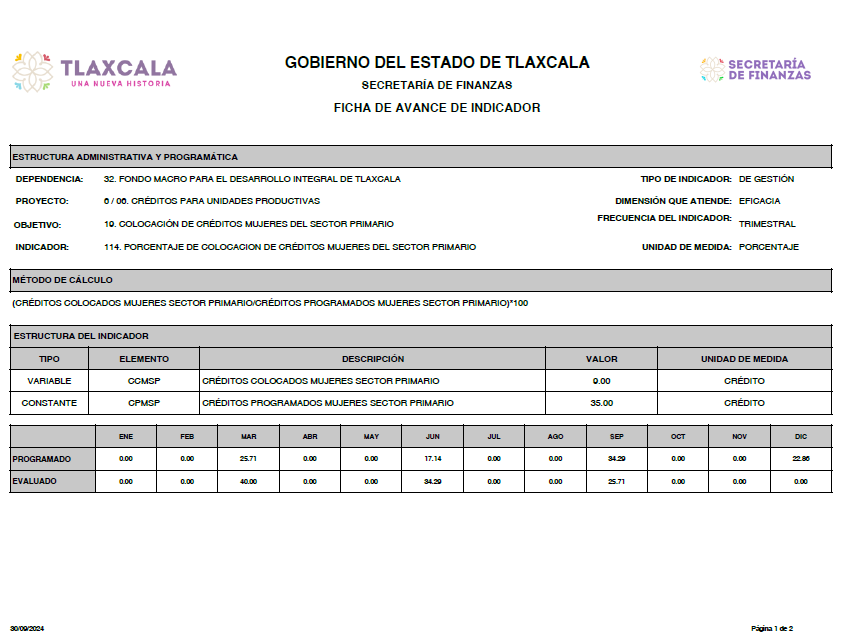 TLAXCALA
UNA NUEVA HISTORIA
GOBIERNO DEL ESTADO DE TLAXCALA
SECRETARÍA DE FINANZAS
FICHA DE AVANCE DE INDICADOR
SECRETARÍA
DE FINANZAS
ESTRUCTURA ADMINISTRATIVA Y PROGRAMÁTICA
DEPENDENCIA: 32. FONDO MACRO PARA EL DESARROLLO INTEGRAL DE TLAXCALA TIPO DE INDICADOR: DE GESTIÓN
PROYECTO: 6 / 06. CRÉDITOS PARA UNIDADES PRODUCTIVAS DIMENSIÓN QUE ATIENDE: EFICACIA
OBJETIVO: 19. COLOCACIÓN DE CRÉDITOS MUJERES DEL SECTOR PRIMARIO FRECUENCIA DEL INDICADOR: TRIMESTRAL
INDICADOR: 114. PORCENTAJE DE COLOCACION DE CRÉDITOS MUJERES DEL SECTOR PRIMARIO UNIDAD DE MEDIDA: PORCENTAJE
MÉTODO DE CÁLCULO
(CRÉDITOS COLOCADOS MUJERES SECTOR PRIMARIO/CRÉDITOS PROGRAMADOS MUJERES SECTOR PRIMARIO)*100
ESTRUCTURA DEL INDICADOR
TIPO ELEMENTO DESCRIPCIÓN VALOR UNIDAD DE MEDIDA
VARIABLE CCMSP CRÉDITOS COLOCADOS MUJERES SECTOR PRIMARIO 9.00 CRÉDITO
CONSTANTE CPMSP CRÉDITOS PROGRAMADOS MUJERES SECTOR PRIMARIO 35.00 CRÉDITO
ENE FEB MAR ABR MAY JUN JUL AGO SEP OCT NOV DIC
PROGRAMADO 0.00 0.00 25.71 0.00 0.00 17.14 0.00 0.00 34.29 0.00 0.00 22.86
EVALUADO 0.00 0.00 40.00 0.00 0.00 34.29 0.00 0.00 25.71 0.00 0.00 0.00
30/09/2024 Página 1 de 2